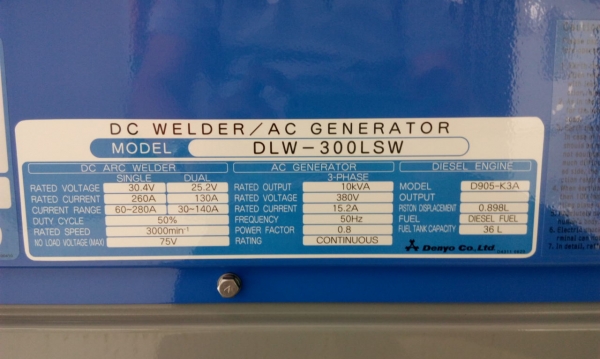 DC WELDER/AC GENERATOR
MODEL DLW-300LSW
DC ARC WELDER
SINGLE DUAL
RATED VOLTAGE 30.4V 25.2V
RATED CURRENT 260A 130A
CURRENT RANGE 60-280A 30-140A
DUTY CYCLE 50%
RATED SPEED 3000min⁻¹
NO LOAD VOLTAGE (MAX) 75V
AC GENERATOR
3-PHASE
RATED OUTPUT 10kVA
RATED VOLTAGE 380V
RATED CURRENT 15.2A
FREQUENCY 50Hz
POWER FACTOR 0.8
RATING CONTINUOUS
DIESEL ENGINE
MODEL D905-K3A
OUTPUT
PISTON DISPLACEMENT 0.898L
FUEL DIESEL FUEL
FUEL TANK CAPACITY 36L
Denyo Co.,Ltd